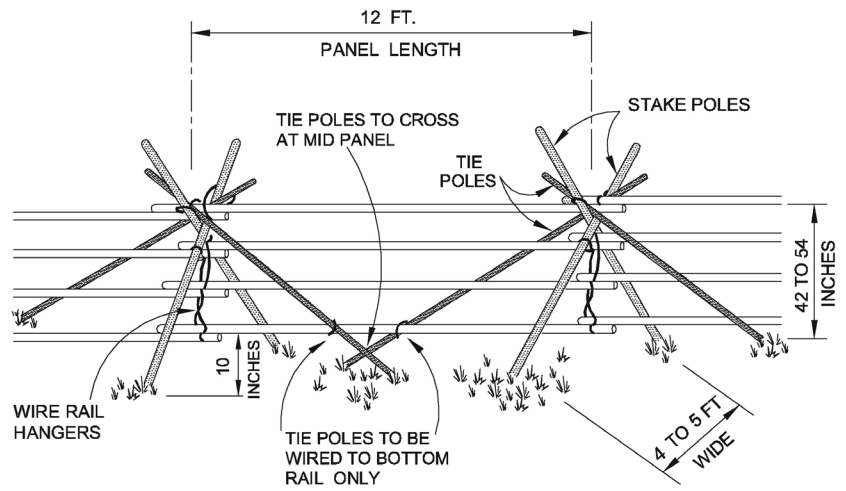 12 FT.
PANEL LENGTH
TIE POLES TO CROSS
AT MID PANEL
STAKE POLES
TIE
POLES
42 TO 54
INCHES
10
INCHES
WIRE RAIL
HANGERS
TIE POLES TO BE
WIRED TO BOTTOM
RAIL ONLY
4 TO 5 FT
WIDE